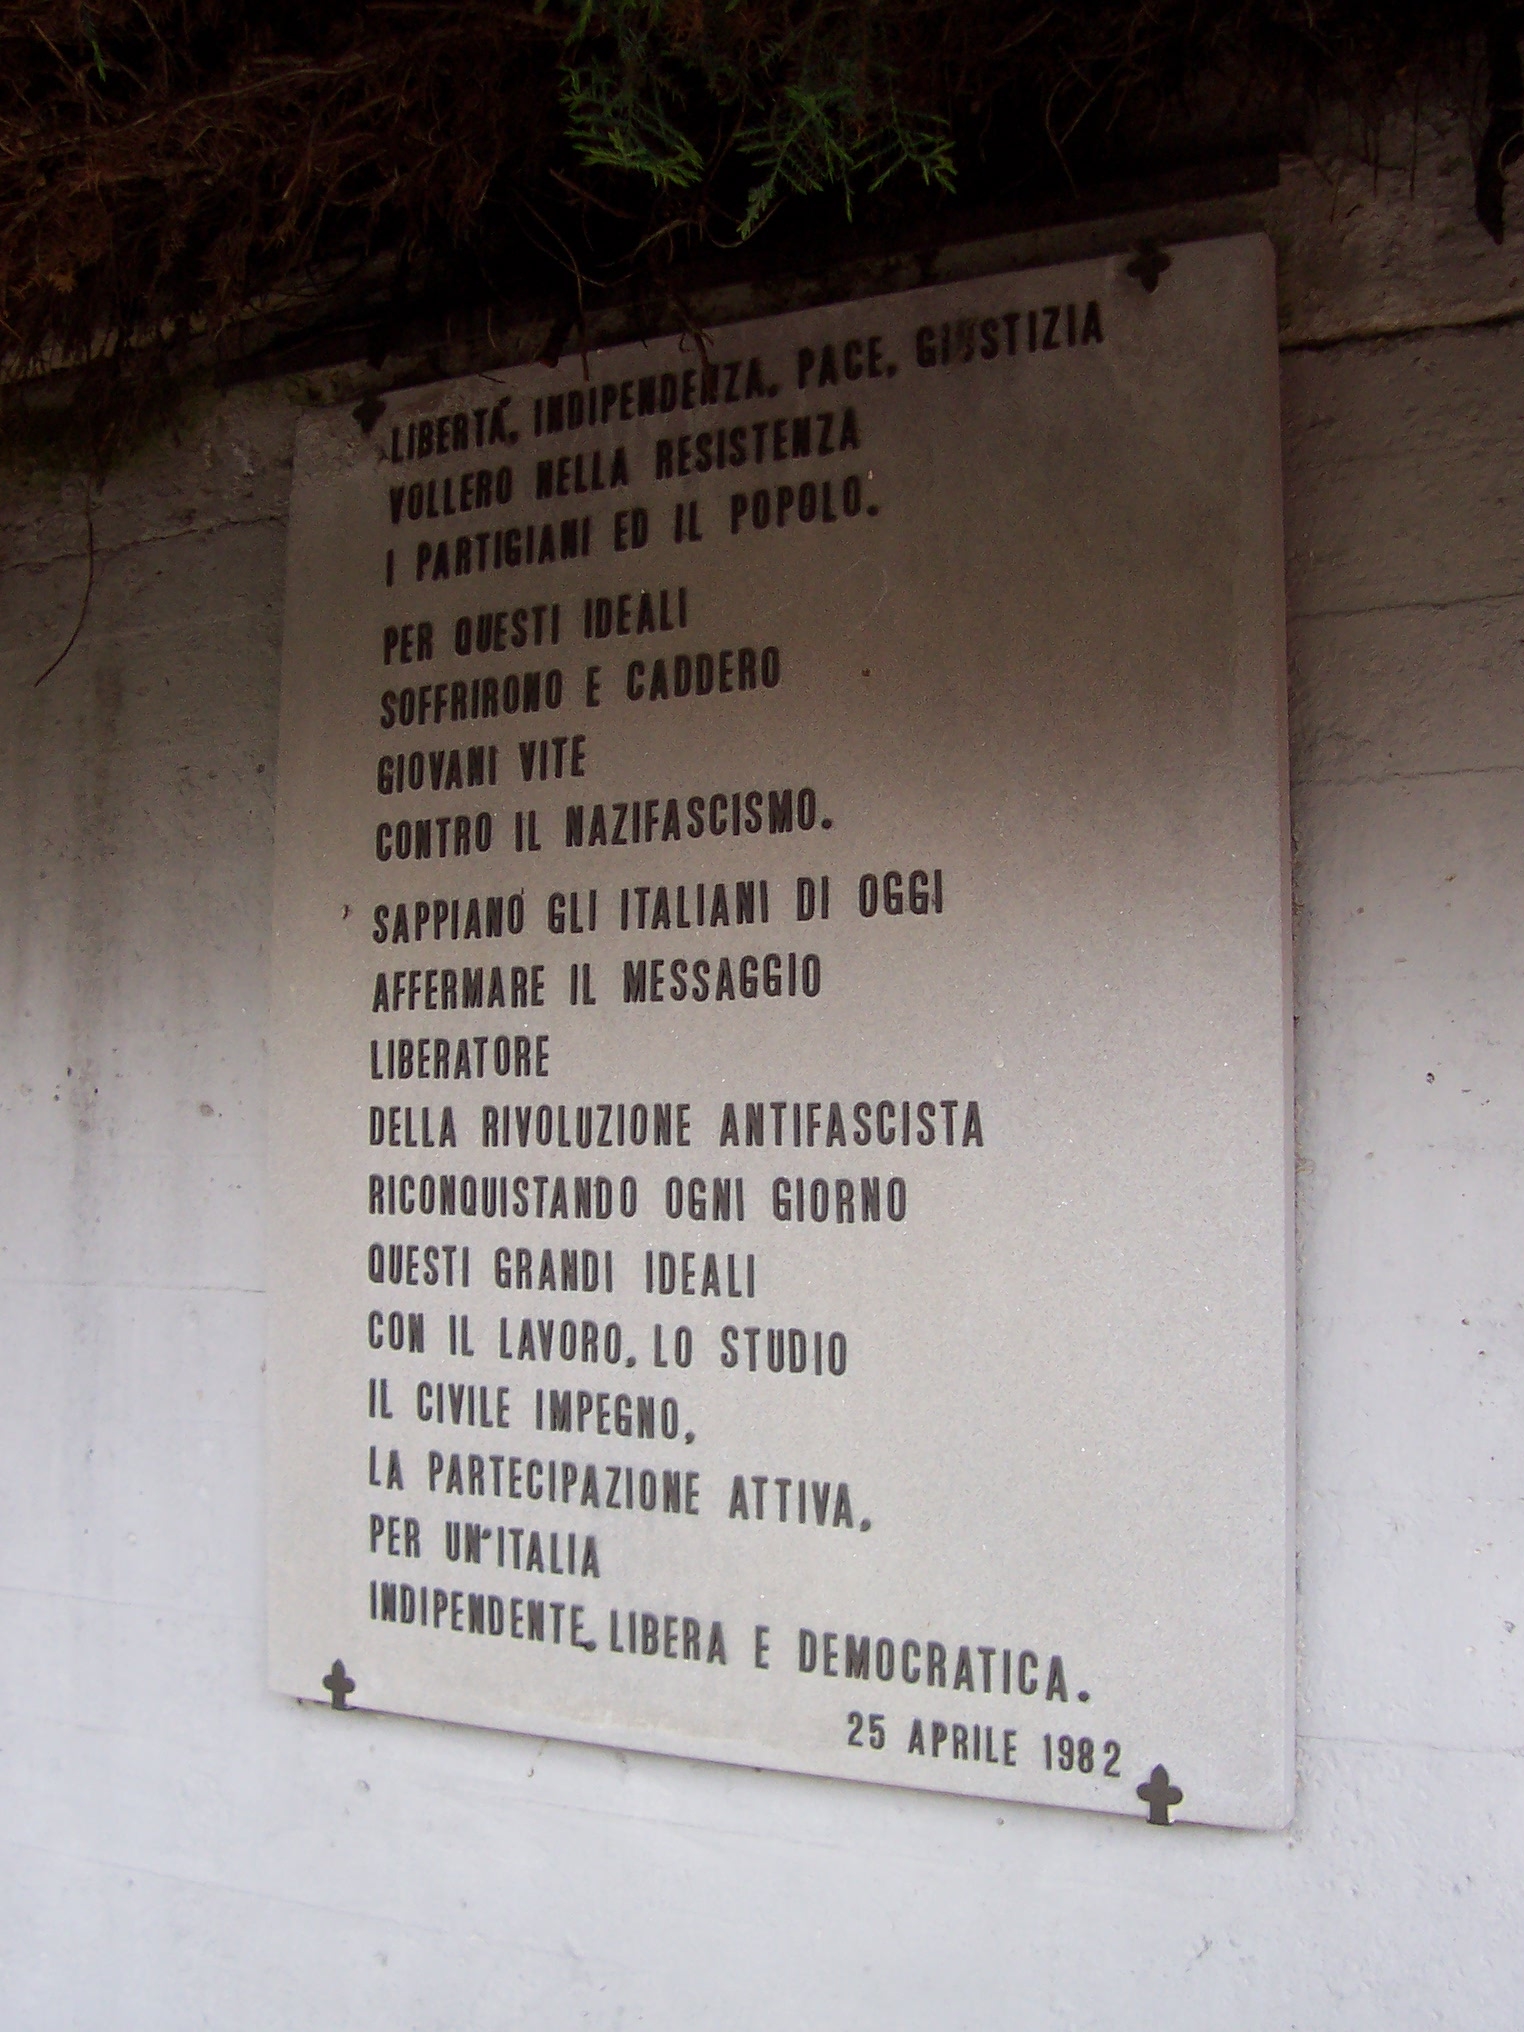 LIBERTÁ, INDIPENDENZA, PACE, GIUSTIZIA
VOLLERO NELLA RESISTENZA
I PARTIGIANI ED IL POPOLO.
PER QUESTI IDEALI
SOFFRIRONO E CADDERO
GIOVANI VITE
CONTRO IL NAZIFASCISMO.
SAPPIANO GLI ITALIANI DI OGGI
AFFERMARE IL MESSAGGIO
LIBERATORE
DELLA RIVOLUZIONE ANTIFASCISTA
RICONQUISTANDO OGNI GIORNO
QUESTI GRANDI IDEALI
CON IL LAVORO, LO STUDIO
IL CIVILE IMPEGNO,
LA PARTECIPAZIONE ATTIVA,
PER UN'ITALIA
INDIPENDENTE, LIBERA E DEMOCRATICA.
25 APRILE 1982